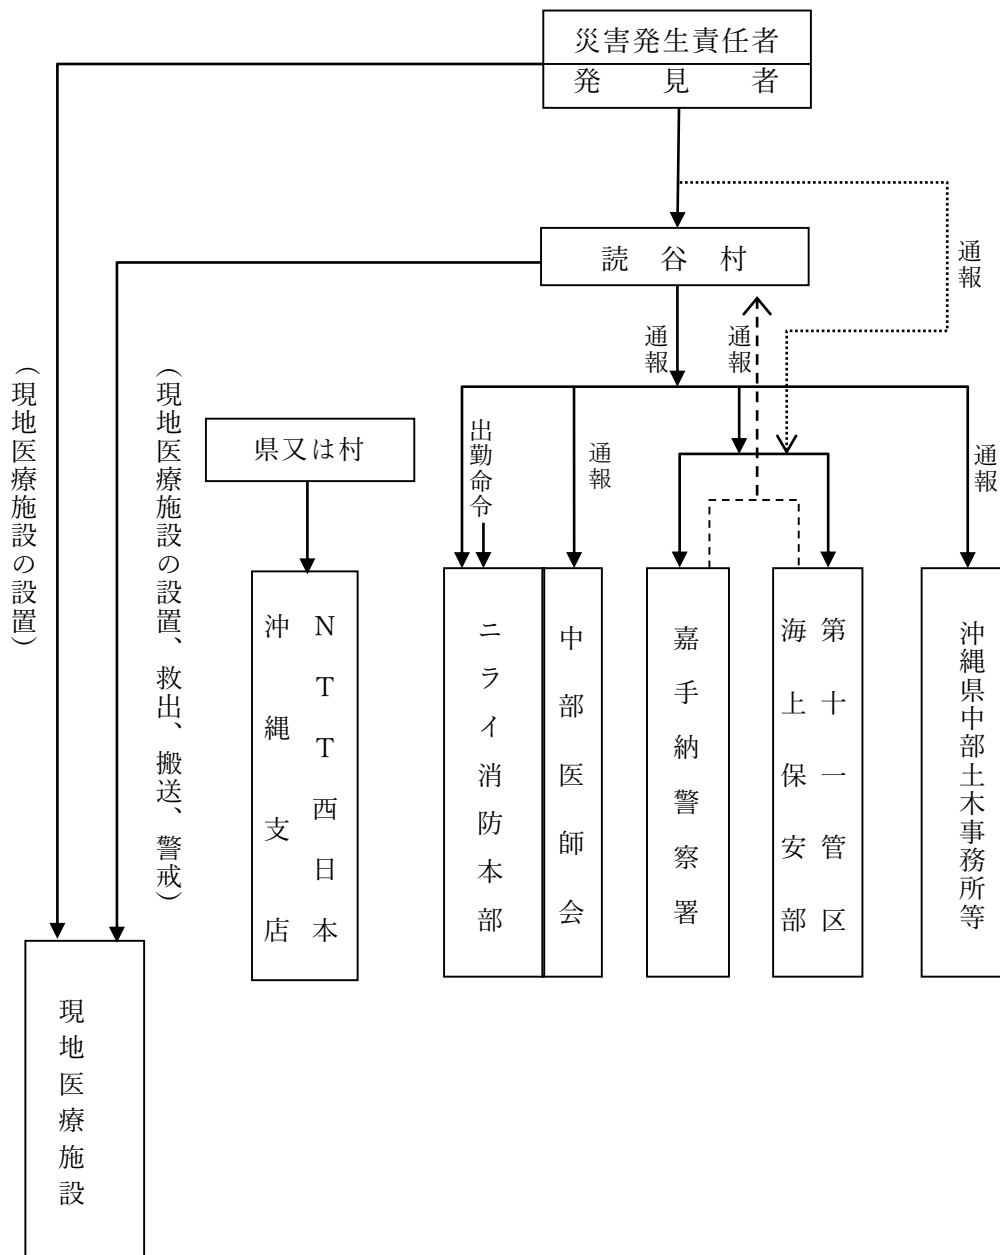 災害発生責任者
発見者
通報
読谷村
通報
通報
(現地医療施設の設置)
(現地医療施設の設置、救出、搬送、警戒)
県又は村
出勤命令
通報
通報
NTT西日本
沖縄支店
ニライ消防本部
中部医師会
嘉手納警察署
第十一管区
海上保安部
沖縄県中部土木事務所等
現地医療施設